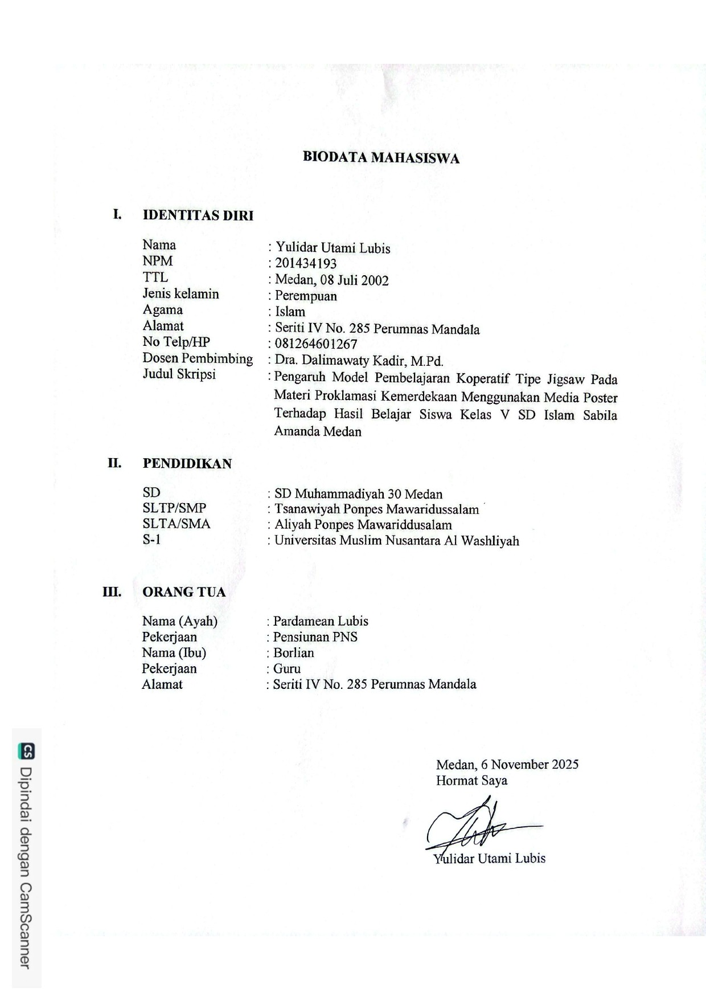 BIODATA MAHASISWA
I. IDENTITAS DIRI
Nama : Yulidar Utami Lubis
NPM : 201434193
TTL : Medan, 08 Juli 2002
Jenis kelamin : Perempuan
Agama : Islam
Alamat : Seriti IV No. 285 Perumnas Mandala
No Telp/HP : 081264601267
Dosen Pembimbing : Dra. Dalimawaty Kadir, M.Pd.
Judul Skripsi : Pengaruh Model Pembelajaran Koperatif Tipe Jigsaw Pada
Materi Proklamasi Kemerdekaan Menggunakan Media Poster
Terhadap Hasil Belajar Siswa Kelas V SD Islam Sabila
Amanda Medan
II. PENDIDIKAN
SD : SD Muhammadiyah 30 Medan
SLTP/SMP : Tsanawiyah Ponpes Mawaridussalam
SLTA/SMA : Aliyah Ponpes Mawariddusalam
S-1 : Universitas Muslim Nusantara Al Washliyah
III. ORANG TUA
Nama (Ayah) : Pardamean Lubis
Pekerjaan : Pensiunan PNS
Nama (Ibu) : Borlian
Pekerjaan : Guru
Alamat : Seriti IV No. 285 Perumnas Mandala
Medan, 6 November 2025
Hormat Saya
Yulidar Utami Lubis
CS Dipindai dengan CamScanner